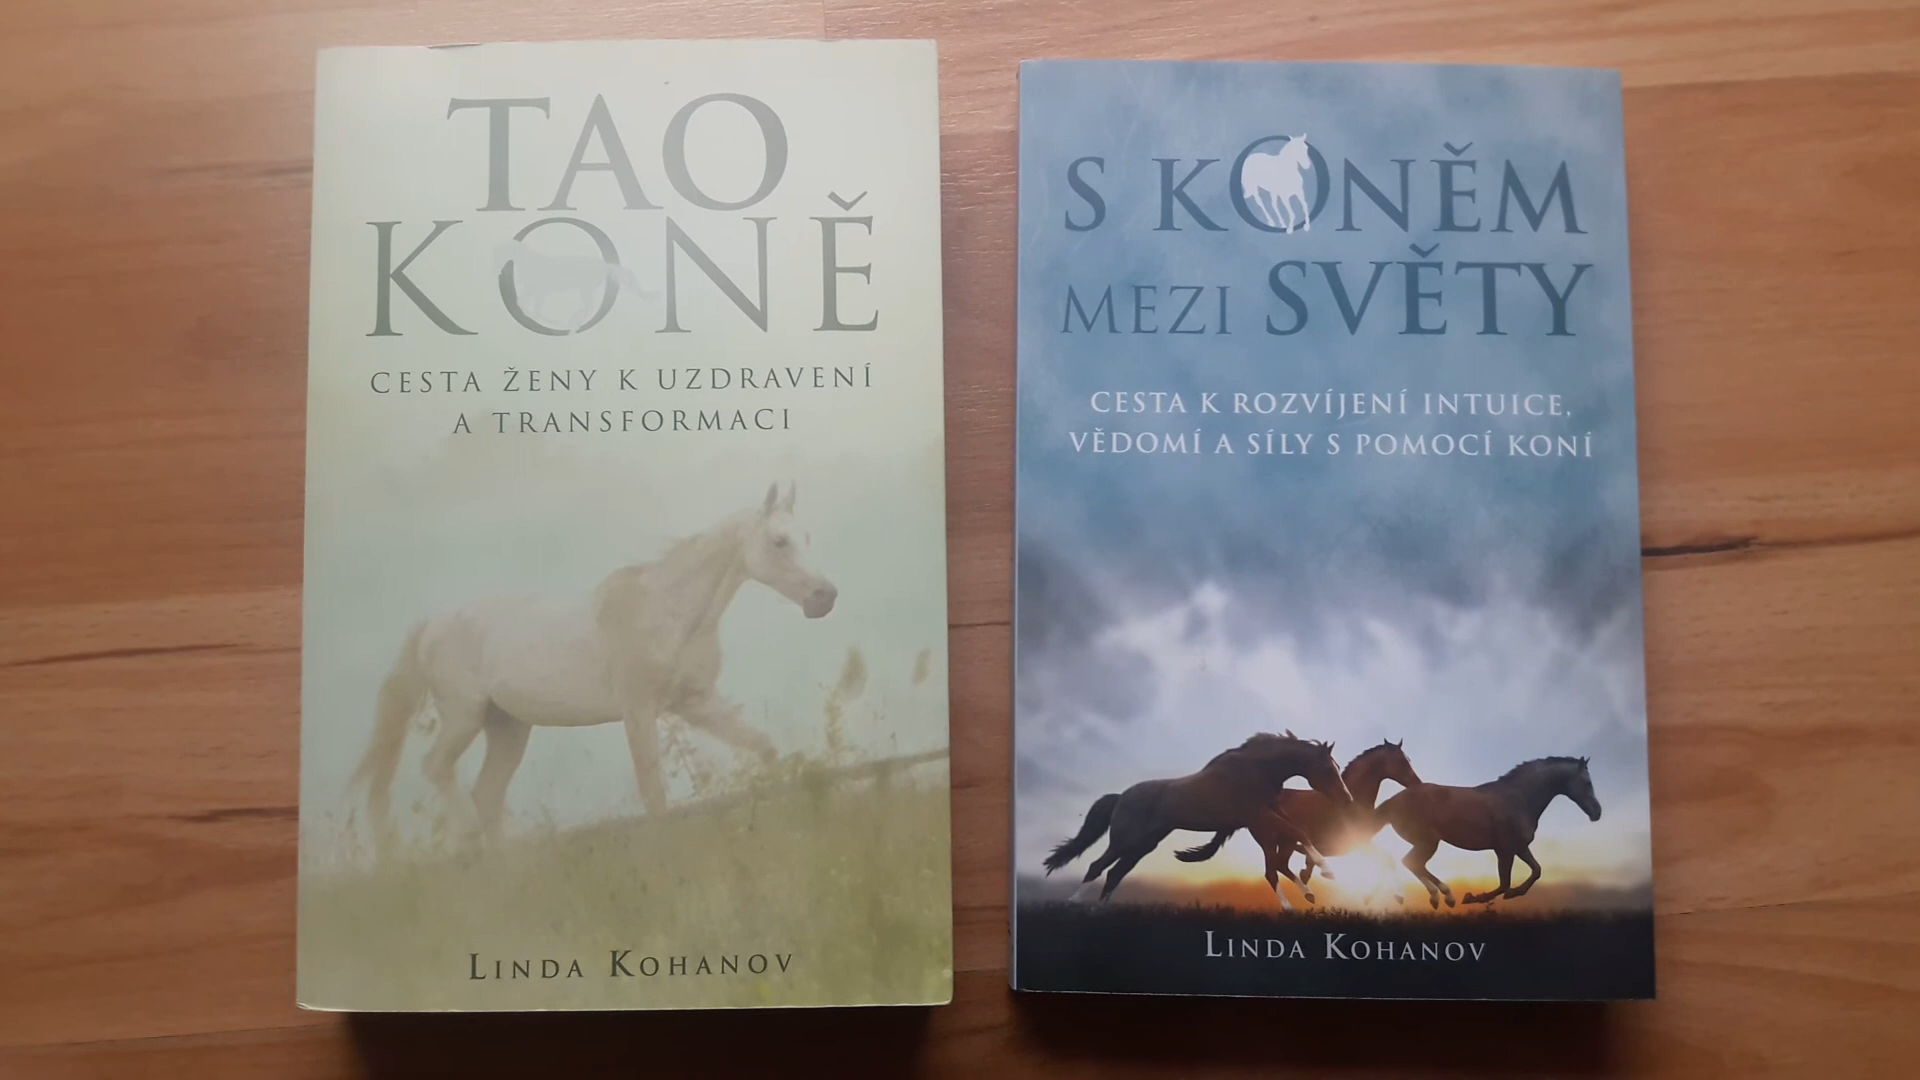 TAO
KONĚ
CESTA ŽENY K UZDRAVENÍ
A TRANSFORMACI
LINDA KOHANOV
S KONĚM
MEZI SVĚTY
CESTA K ROZVÍJENÍ INTUICE,
VĚDOMÍ A SÍLY S POMOCÍ KONÍ
LINDA KOHANOV